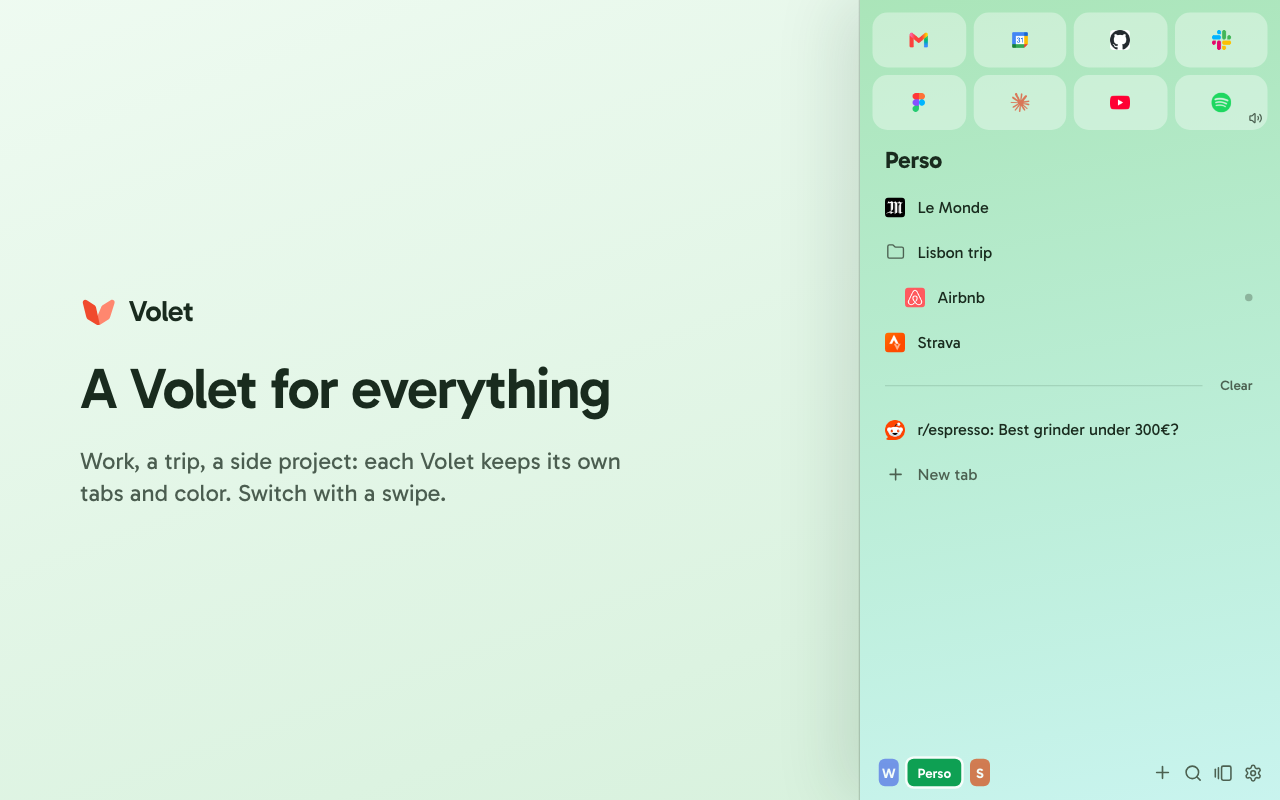 Volet
A Volet for everything
Work, a trip, a side project: each Volet keeps its own
tabs and color. Switch with a swipe.
31
Perso
Le Monde
Lisbon trip
Airbnb
Strava
Clear
r/espresso: Best grinder under 300€?
New tab
W
Perso
S